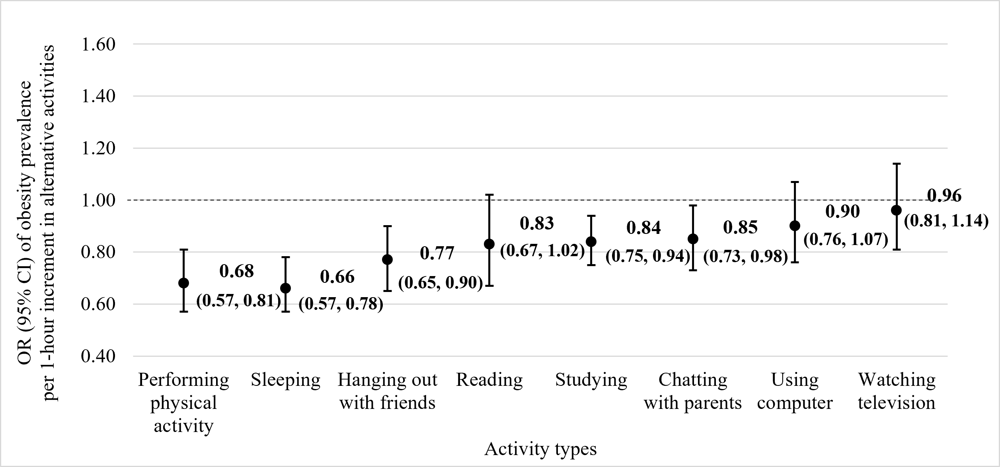 OR (95% CI) of obesity prevalence
per 1-hour increment in alternative activities
1.60
1.40
1.20
1.00
0.80
0.60
0.40
0.68
(0.57, 0.81)
0.66
(0.57, 0.78)
0.77
(0.65, 0.90)
0.83
(0.67, 1.02)
0.84
(0.75, 0.94)
0.85
(0.73, 0.98)
0.90
(0.76, 1.07)
0.96
(0.81, 1.14)
Performing
physical
activity
Sleeping
Hanging out
with friends
Reading
Studying
Chatting
with parents
Using
computer
Watching
television
Activity types